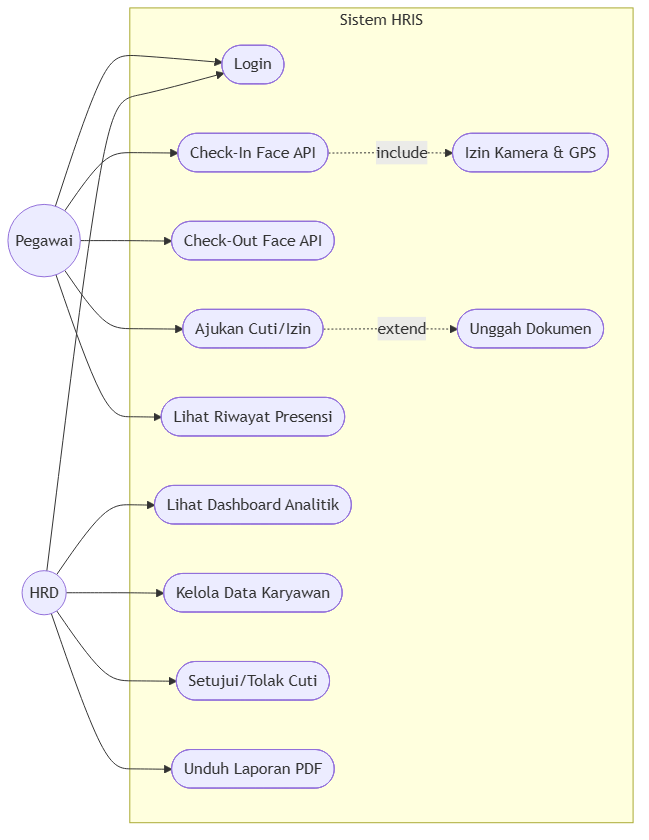 Sistem HRIS
Login
Check-In Face API
include
Izin Kamera & GPS
Pegawai
Check-Out Face API
Ajukan Cuti/Izin
extend
Unggah Dokumen
Lihat Riwayat Presensi
Lihat Dashboard Analitik
HRD
Kelola Data Karyawan
Setujui/Tolak Cuti
Unduh Laporan PDF